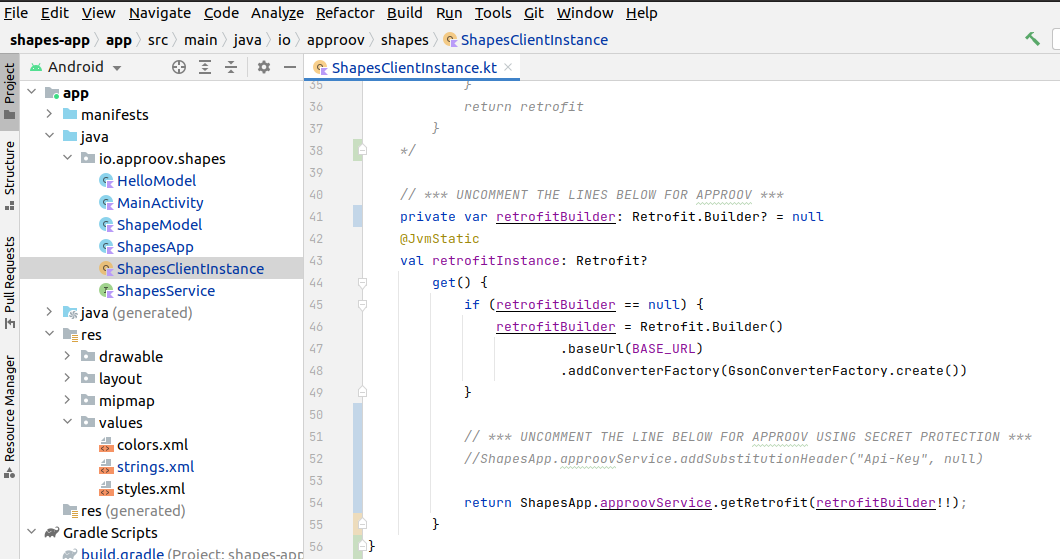 File Edit View Navigate Code Analyze Refactor Build Run Tools Git Window Help
shapes-app app src main java io approov shapes ShapesClientInstance
Project
Structure
Pull Requests
Resource Manager
Android
app
manifests
java
io.approov.shapes
HelloModel
MainActivity
ShapeModel
ShapesApp
ShapesClientInstance
ShapesService
java (generated)
res
drawable
layout
mipmap
values
colors.xml
strings.xml
styles.xml
res (generated)
Gradle Scripts
build.gradle (Project: shapes-app
ShapesClientInstance.kt
35 }
36 return retrofit
37 }
38 */
39
40 // *** UNCOMMENT THE LINES BELOW FOR APPROOV ***
41 private var retrofitBuilder: Retrofit.Builder? = null
42 @JvmStatic
43 val retrofitInstance: Retrofit?
44 get() {
45 if (retrofitBuilder == null) {
46 retrofitBuilder = Retrofit.Builder()
47 .baseUrl(BASE_URL)
48 .addConverterFactory(GsonConverterFactory.create())
49 }
50
51 // *** UNCOMMENT THE LINE BELOW FOR APPROOV USING SECRET PROTECTION ***
52 //ShapesApp.approovService.addSubstitutionHeader("Api-Key", null)
53
54 return ShapesApp.approovService.getRetrofit(retrofitBuilder!!);
55 }
56 }